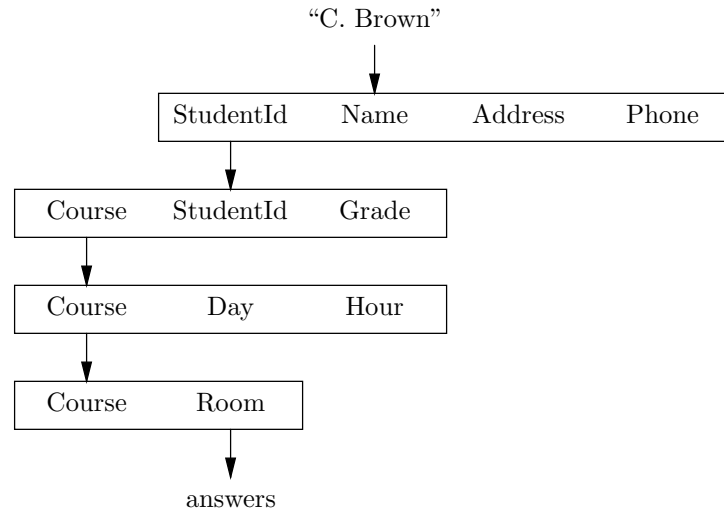 “C. Brown”
StudentId Name Address Phone
Course StudentId Grade
Course Day Hour
Course Room
answers